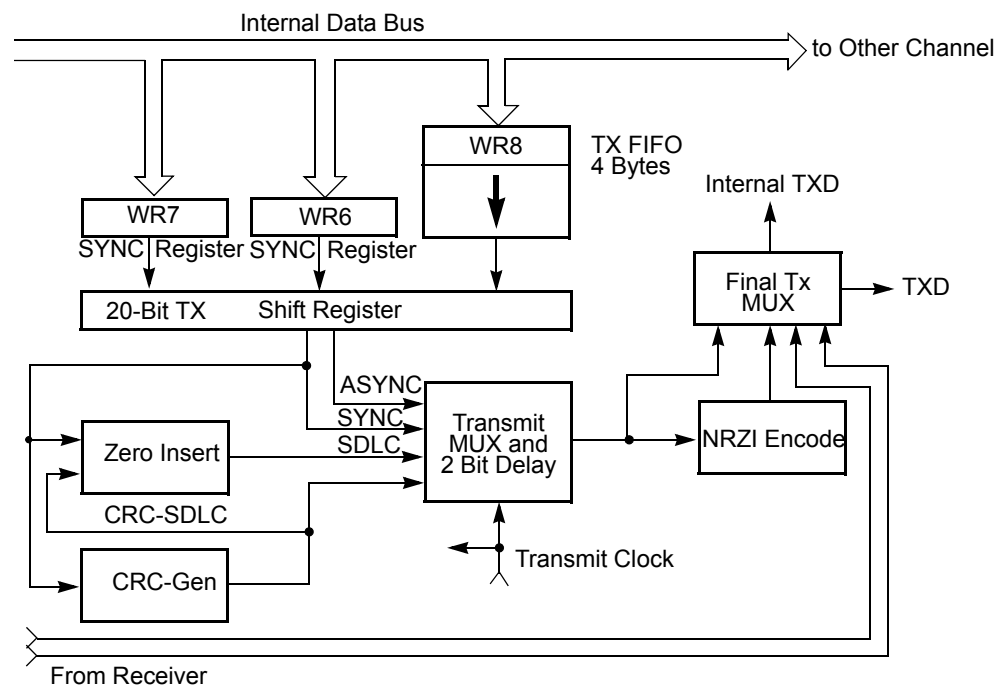 Internal Data Bus
to Other Channel
WR8
TX FIFO
4 Bytes
Internal TXD
WR7
WR6
SYNC Register
SYNC Register
Final Tx
MUX
TXD
20-Bit TX Shift Register
ASYNC
SYNC
SDLC
Transmit
MUX and
2 Bit Delay
NRZI Encode
Zero Insert
CRC-SDLC
Transmit Clock
CRC-Gen
From Receiver